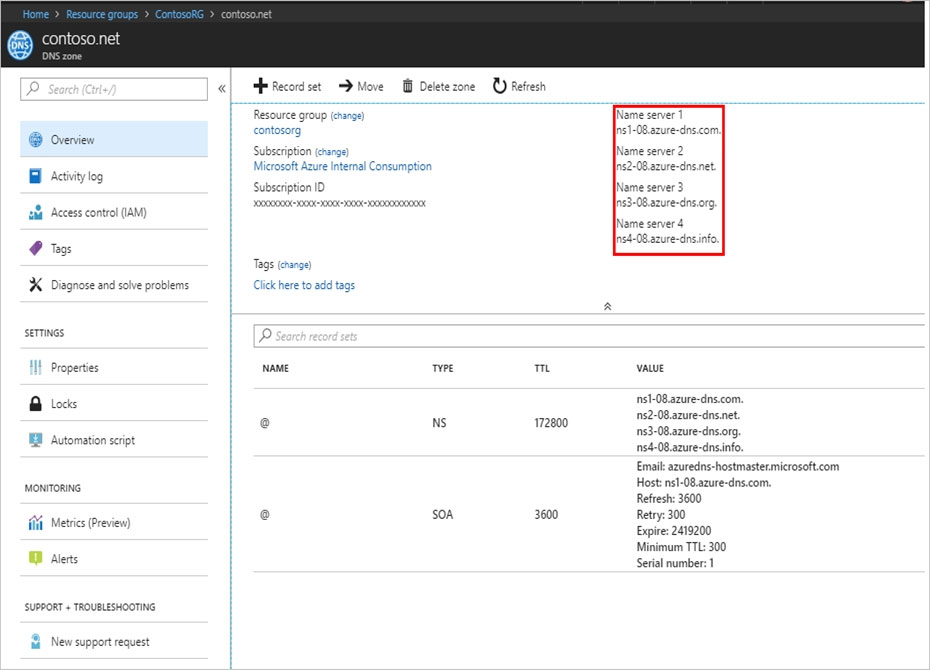 Home > Resource groups > ContosoRG > contoso.net
DNS
contoso.net
DNS zone
Search (Ctrl+/)
«
Overview
Activity log
Access control (IAM)
Tags
Diagnose and solve problems
SETTINGS
Properties
Locks
Automation script
MONITORING
Metrics (Preview)
Alerts
SUPPORT + TROUBLESHOOTING
New support request
Record set Move Delete zone Refresh
Resource group (change)
contosorg
Subscription (change)
Microsoft Azure Internal Consumption
Subscription ID
xxxxxxxx-xxxx-xxxx-xxxx-xxxxxxxxxxxx
Tags (change)
Click here to add tags
Name server 1
ns1-08.azure-dns.com.
Name server 2
ns2-08.azure-dns.net.
Name server 3
ns3-08.azure-dns.org.
Name server 4
ns4-08.azure-dns.info.
Search record sets
NAME TYPE TTL VALUE
@ NS 172800
ns1-08.azure-dns.com.
ns2-08.azure-dns.net.
ns3-08.azure-dns.org.
ns4-08.azure-dns.info.
@ SOA 3600
Email: azuredns-hostmaster.microsoft.com
Host: ns1-08.azure-dns.com.
Refresh: 3600
Retry: 300
Expire: 2419200
Minimum TTL: 300
Serial number: 1